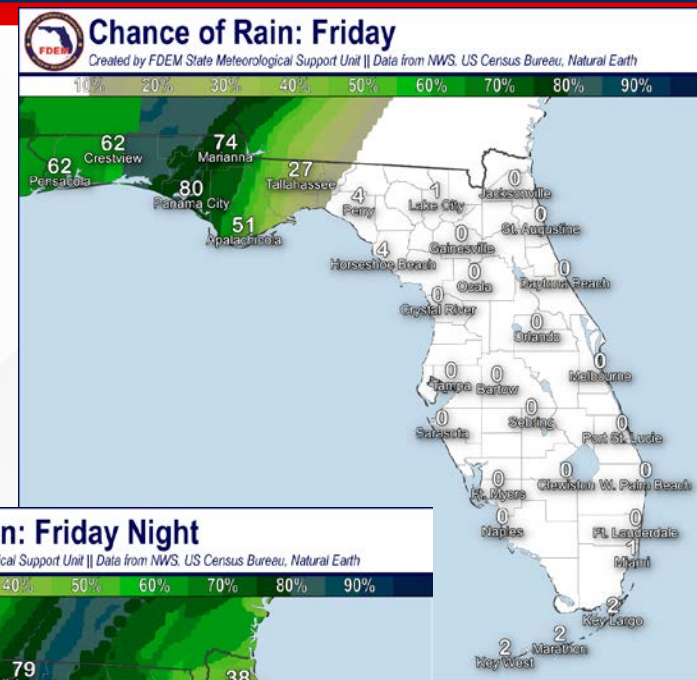 FDEM
Chance of Rain: Friday
Created by FDEM State Meteorological Support Unit || Data from NWS, US Census Bureau, Natural Earth
10% 20% 30% 40% 50% 60% 70% 80% 90%
62
Crestview
74
Marianna
62
Pensacola
80
Panama City
27
Tallahassee
51
Apalachicola
4
Perry
1
Lake City
0
Jacksonville
0
St. Augustine
4
Horseshoe Beach
0
Gainesville
0
Ocala
0
Daytona Beach
0
Crystal River
0
Orlando
0
Melbourne
0
Tampa
0
Bartow
0
Sebring
0
Sarasota
0
Port St. Lucie
0
Ft. Myers
0
Clewiston
0
W. Palm Beach
0
Naples
0
Ft. Lauderdale
1
Miami
2
Key Largo
2
Marathon
2
Key West
n: Friday Night
ical Support Unit || Data from NWS, US Census Bureau, Natural Earth
40% 50% 60% 70% 80% 90%
79
38